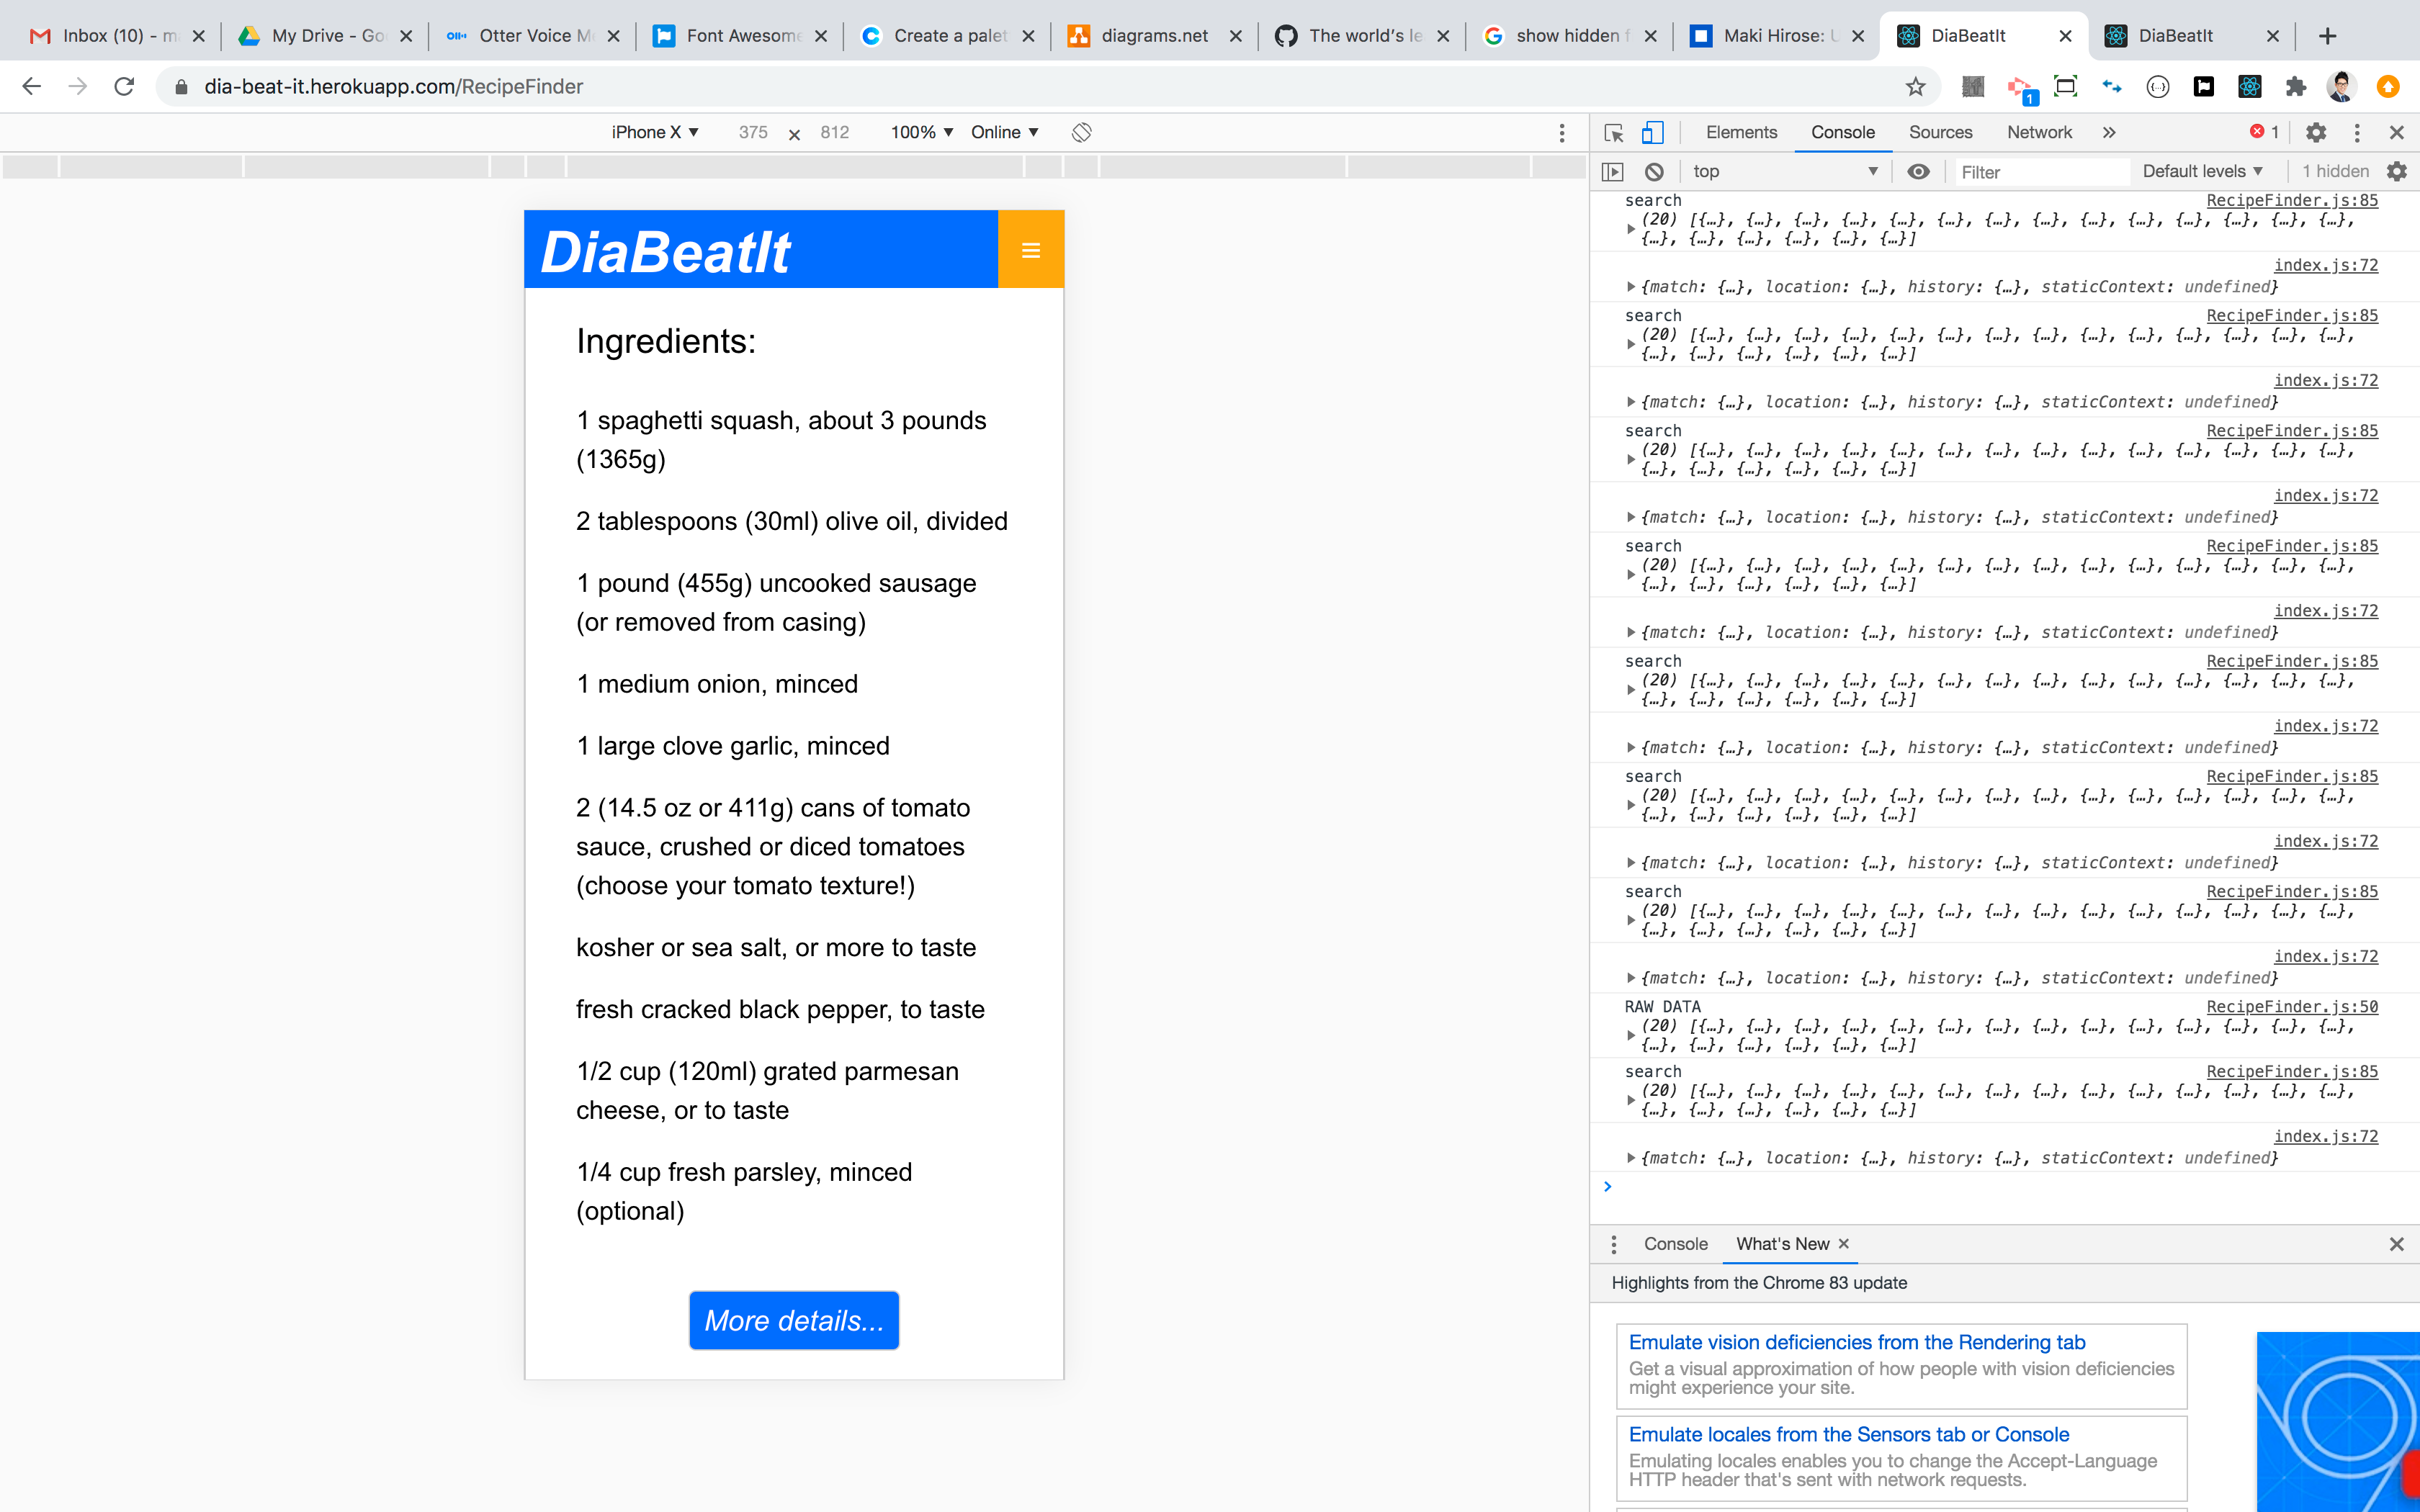 Inbox (10) - m
My Drive - Go
Otter Voice M
Font Awesome
Create a palet
diagrams.net
The world's le
show hidden f
Maki Hirose: U
DiaBeatIt
DiaBeatIt
dia-beat-it.herokuapp.com/RecipeFinder
1
iPhone X 375 812 100% Online
Elements Console Sources Network 1
top Filter Default levels 1 hidden
DiaBeatIt
Ingredients:
1 spaghetti squash, about 3 pounds
(1365g)
2 tablespoons (30ml) olive oil, divided
1 pound (455g) uncooked sausage
(or removed from casing)
1 medium onion, minced
1 large clove garlic, minced
2 (14.5 oz or 411g) cans of tomato
sauce, crushed or diced tomatoes
(choose your tomato texture!)
kosher or sea salt, or more to taste
fresh cracked black pepper, to taste
1/2 cup (120ml) grated parmesan
cheese, or to taste
1/4 cup fresh parsley, minced
(optional)
More details...
search RecipeFinder.js:85
(20) [{…}, {…}, {…}, {…}, {…}, {…}, {…}, {…}, {…}, {…}, {…}, {…}, {…}, {…},
{…}, {…}, {…}, {…}, {…}, {…}]
index.js:72
{match: {…}, location: {…}, history: {…}, staticContext: undefined}
search RecipeFinder.js:85
(20) [{…}, {…}, {…}, {…}, {…}, {…}, {…}, {…}, {…}, {…}, {…}, {…}, {…}, {…},
{…}, {…}, {…}, {…}, {…}, {…}]
index.js:72
{match: {…}, location: {…}, history: {…}, staticContext: undefined}
search RecipeFinder.js:85
(20) [{…}, {…}, {…}, {…}, {…}, {…}, {…}, {…}, {…}, {…}, {…}, {…}, {…}, {…},
{…}, {…}, {…}, {…}, {…}, {…}]
index.js:72
{match: {…}, location: {…}, history: {…}, staticContext: undefined}
search RecipeFinder.js:85
(20) [{…}, {…}, {…}, {…}, {…}, {…}, {…}, {…}, {…}, {…}, {…}, {…}, {…}, {…},
{…}, {…}, {…}, {…}, {…}, {…}]
index.js:72
{match: {…}, location: {…}, history: {…}, staticContext: undefined}
search RecipeFinder.js:85
(20) [{…}, {…}, {…}, {…}, {…}, {…}, {…}, {…}, {…}, {…}, {…}, {…}, {…}, {…},
{…}, {…}, {…}, {…}, {…}, {…}]
index.js:72
{match: {…}, location: {…}, history: {…}, staticContext: undefined}
search RecipeFinder.js:85
(20) [{…}, {…}, {…}, {…}, {…}, {…}, {…}, {…}, {…}, {…}, {…}, {…}, {…}, {…},
{…}, {…}, {…}, {…}, {…}, {…}]
index.js:72
{match: {…}, location: {…}, history: {…}, staticContext: undefined}
search RecipeFinder.js:85
(20) [{…}, {…}, {…}, {…}, {…}, {…}, {…}, {…}, {…}, {…}, {…}, {…}, {…}, {…},
{…}, {…}, {…}, {…}, {…}, {…}]
index.js:72
{match: {…}, location: {…}, history: {…}, staticContext: undefined}
RAW DATA RecipeFinder.js:50
(20) [{…}, {…}, {…}, {…}, {…}, {…}, {…}, {…}, {…}, {…}, {…}, {…}, {…}, {…},
{…}, {…}, {…}, {…}, {…}, {…}]
search RecipeFinder.js:85
(20) [{…}, {…}, {…}, {…}, {…}, {…}, {…}, {…}, {…}, {…}, {…}, {…}, {…}, {…},
{…}, {…}, {…}, {…}, {…}, {…}]
index.js:72
{match: {…}, location: {…}, history: {…}, staticContext: undefined}
Console What's New
Highlights from the Chrome 83 update
Emulate vision deficiencies from the Rendering tab
Get a visual approximation of how people with vision deficiencies
might experience your site.
Emulate locales from the Sensors tab or Console
Emulating locales enables you to change the Accept-Language
HTTP header that's sent with network requests.